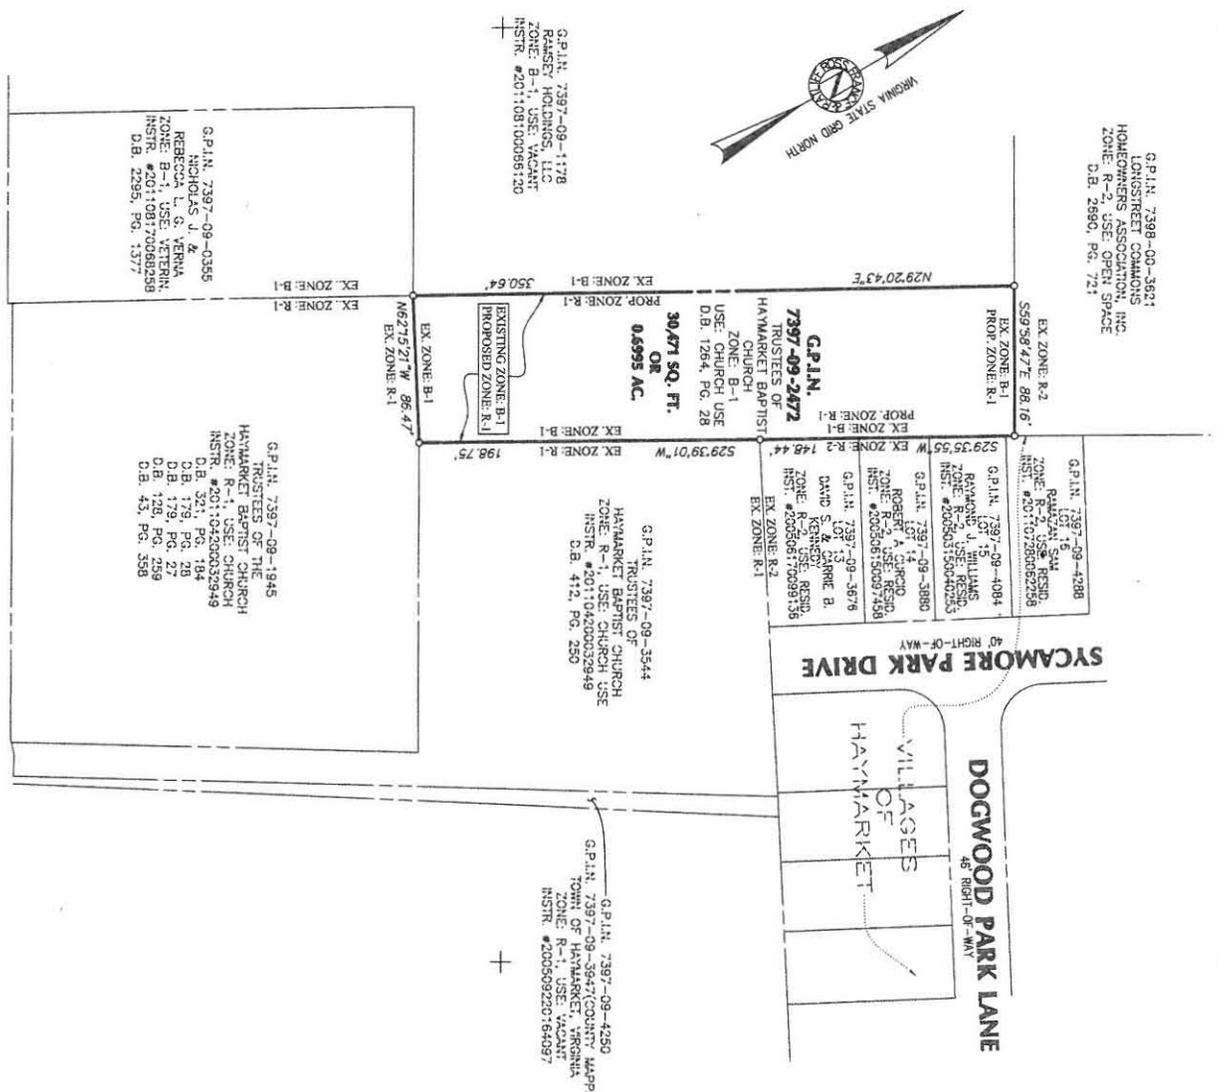 G.P.I.N. 7398-00-3621
LONGSTREET COMMONS
HOMEOWNERS ASSOCIATION, INC.
ZONE: R-2, USE: OPEN SPACE
D.B. 2690, PG. 721
VIRGINIA STATE GRID NORTH
G.P.I.N. 7397-09-1178
RAMSEY HOLDINGS, LLC
ZONE: B-1, USE: VACANT
INSTR. #201108100066120
G.P.I.N. 7397-09-0355
NICHOLAS J. &
REBECCA L. G. VERNA
ZONE: B-1, USE: VETERIN.
INSTR. #201108170068258
D.B. 2295, PG. 1377
EX. ZONE: R-2
S59°58'47"E 88.16'
EX. ZONE: B-1
PROP. ZONE: R-1
N29°20'43"E
EX. ZONE: B-1
350.64'
PROP. ZONE: R-1
EX. ZONE: B-1
EX. ZONE: R-1
G.P.I.N.
7397-09-2472
TRUSTEES OF
HAYMARKET BAPTIST
CHURCH
ZONE: B-1
USE: CHURCH USE
D.B. 1264, PG. 28
30,471 SQ. FT.
OR
0.6995 AC.
EXISTING ZONE: B-1
PROPOSED ZONE: R-1
EX. ZONE: B-1
N62°15'21"W 86.47'
EX. ZONE: R-1
PROP. ZONE: R-1
EX. ZONE: B-1
S29°35'55"W
EX. ZONE: R-2
148.44'
EX. ZONE: B-1
S29°39'01"W
EX. ZONE: R-1
198.75'
G.P.I.N. 7397-09-4288
LOT 16
RAMAZAN SAM
ZONE: R-2, USE: RESID.
INST. #201107280062258
G.P.I.N. 7397-09-4084
LOT 15
RAYMOND J. WILLIAMS
ZONE: R-2, USE: RESID.
INST. #200503150040253
G.P.I.N. 7397-09-3880
LOT 14
ROBERT A. CURCIO
ZONE: R-2, USE: RESID.
INST. #200506150097458
G.P.I.N. 7397-09-3676
LOT 13
DAVID S. & CARRIE B.
KENNEDY
ZONE: R-2, USE: RESID.
INST. #200506170099136
EX. ZONE: R-2
EX. ZONE: R-1
G.P.I.N. 7397-09-3544
TRUSTEES OF
HAYMARKET BAPTIST CHURCH
ZONE: R-1, USE: CHURCH USE
INSTR. #201104200032949
D.B. 412, PG. 250
G.P.I.N. 7397-09-1945
TRUSTEES OF THE
HAYMARKET BAPTIST CHURCH
ZONE: R-1, USE: CHURCH
INSTR. #201104200032949
D.B. 321, PG. 184
D.B. 179, PG. 28
D.B. 179, PG. 27
D.B. 128, PG. 259
D.B. 43, PG. 358
SYCAMORE PARK DRIVE
40' RIGHT-OF-WAY
VILLAGES
OF
HAYMARKET
DOGWOOD PARK LANE
46' RIGHT-OF-WAY
G.P.I.N. 7397-09-4250
G.P.I.N. 7397-09-3947(COUNTY MAPP
TOWN OF HAYMARKET, VIRGINIA
ZONE: R-1, USE: VACANT
INSTR. #200509220164097